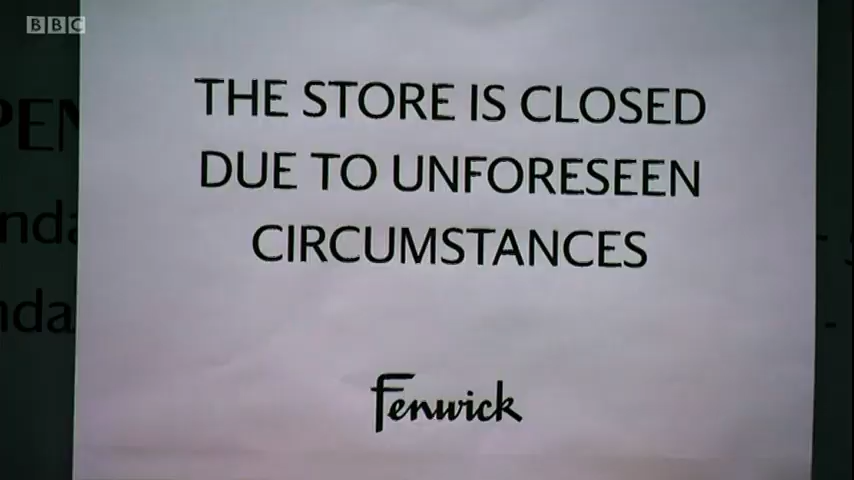 BBC
THE STORE IS CLOSED
DUE TO UNFORESEEN
CIRCUMSTANCES
Fenwick